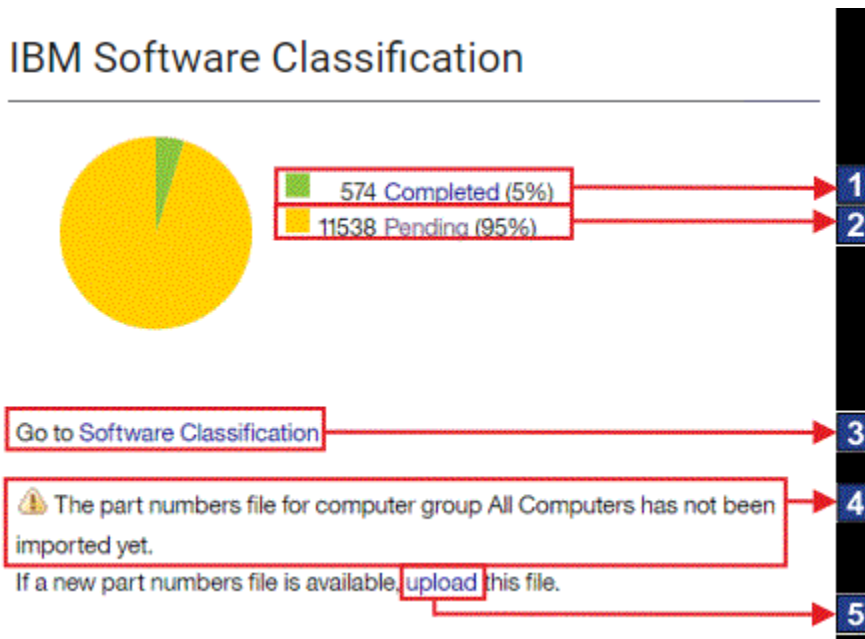 IBM Software Classification
574 Completed (5%)
1
11538 Pending (95%)
2
Go to Software Classification
3
The part numbers file for computer group All Computers has not been
4
imported yet.
If a new part numbers file is available, upload this file.
5